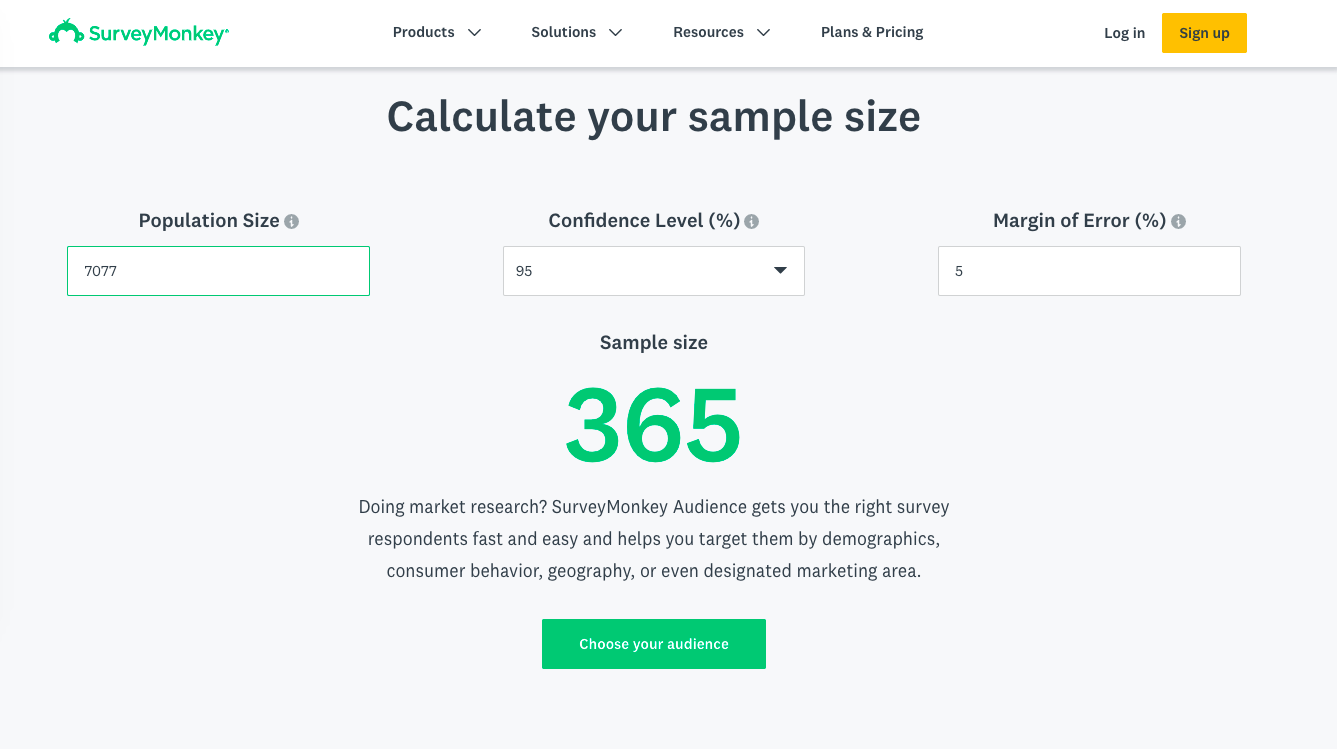 SurveyMonkey®
Products
Solutions
Resources
Plans & Pricing
Log in
Sign up
Calculate your sample size
Population Size
Confidence Level (%)
Margin of Error (%)
7077
95
5
Sample size
365
Doing market research? SurveyMonkey Audience gets you the right survey
respondents fast and easy and helps you target them by demographics,
consumer behavior, geography, or even designated marketing area.
Choose your audience